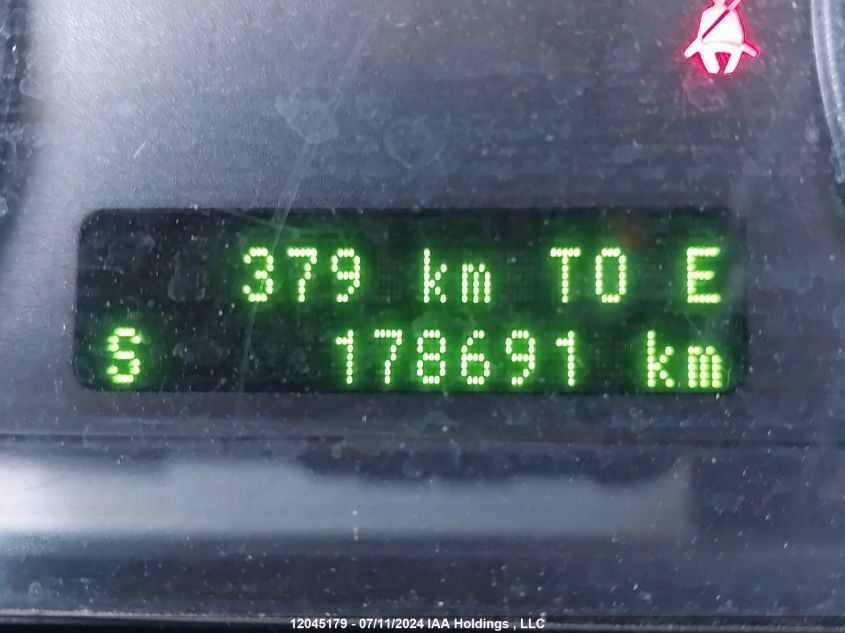 379 km TO E
S 178691 km
12045179 - 07/11/2024 IAA Holdings , LLC